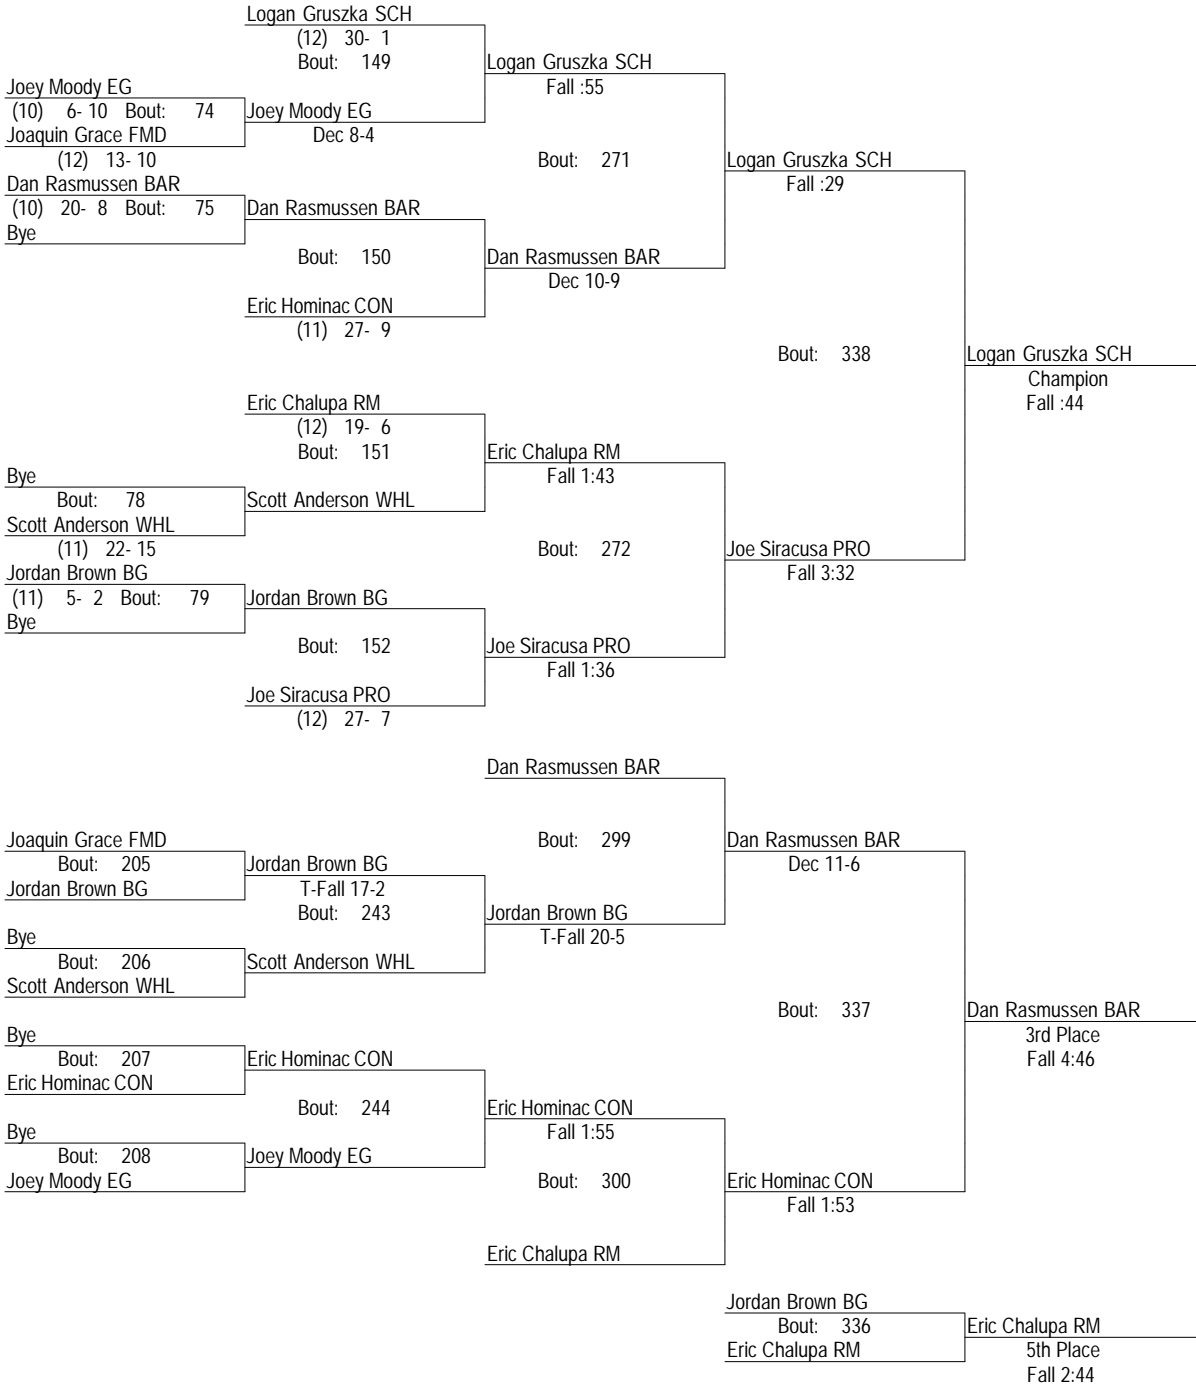 Logan Gruszka SCH
(12) 30- 1
Bout: 149
Logan Gruszka SCH
Fall :55
Joey Moody EG
(10) 6- 10 Bout: 74
Joey Moody EG
Dec 8-4
Joaquin Grace FMD
(12) 13- 10
Bout: 271
Logan Gruszka SCH
Fall :29
Dan Rasmussen BAR
(10) 20- 8 Bout: 75
Dan Rasmussen BAR
Bye
Bout: 150
Dan Rasmussen BAR
Dec 10-9
Eric Hominac CON
(11) 27- 9
Bout: 338
Logan Gruszka SCH
Champion
Fall :44
Eric Chalupa RM
(12) 19- 6
Bout: 151
Eric Chalupa RM
Fall 1:43
Bye
Bout: 78
Scott Anderson WHL
Scott Anderson WHL
(11) 22- 15
Bout: 272
Joe Siracusa PRO
Fall 3:32
Jordan Brown BG
(11) 5- 2 Bout: 79
Jordan Brown BG
Bye
Bout: 152
Joe Siracusa PRO
Fall 1:36
Joe Siracusa PRO
(12) 27- 7
Dan Rasmussen BAR
Joaquin Grace FMD
Bout: 205
Jordan Brown BG
Jordan Brown BG
T-Fall 17-2
Bout: 299
Dan Rasmussen BAR
Dec 11-6
Bout: 243
Jordan Brown BG
T-Fall 20-5
Bye
Bout: 206
Scott Anderson WHL
Scott Anderson WHL
Bout: 337
Dan Rasmussen BAR
3rd Place
Fall 4:46
Bye
Bout: 207
Eric Hominac CON
Eric Hominac CON
Bout: 244
Eric Hominac CON
Fall 1:55
Bye
Bout: 208
Joey Moody EG
Joey Moody EG
Bout: 300
Eric Hominac CON
Fall 1:53
Eric Chalupa RM
Jordan Brown BG
Bout: 336
Eric Chalupa RM
Eric Chalupa RM
5th Place
Fall 2:44